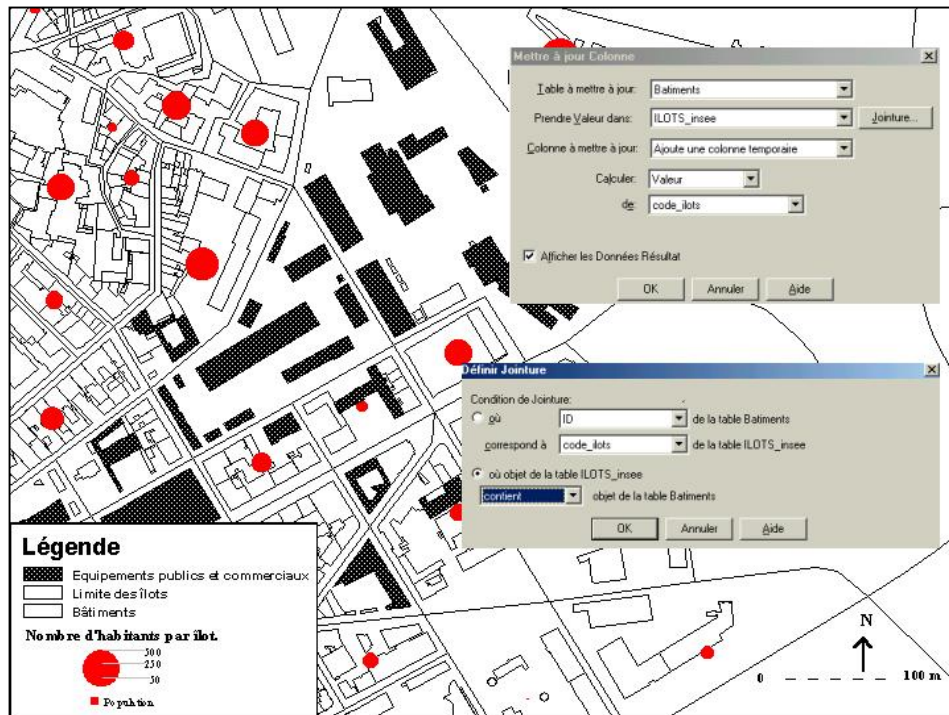 Mettre à jour Colonne
Table à mettre à jour: Batiments
Prendre Valeur dans: ILOTS_insee Jointure...
Colonne à mettre à jour: Ajoute une colonne temporaire
Calculer: Valeur
de: code_ilots
Afficher les Données Résultat
OK Annuler Aide
Définir Jointure
Condition de Jointure:
où ID de la table Batiments
correspond à code_ilots de la table ILOTS_insee
où objet de la table ILOTS_insee
contient objet de la table Batiments
OK Annuler Aide
Légende
Equipements publics et commerciaux
Limite des îlots
Bâtiments
Nombre d'habitants par îlot.
500
250
50
Population
N
0 100 m